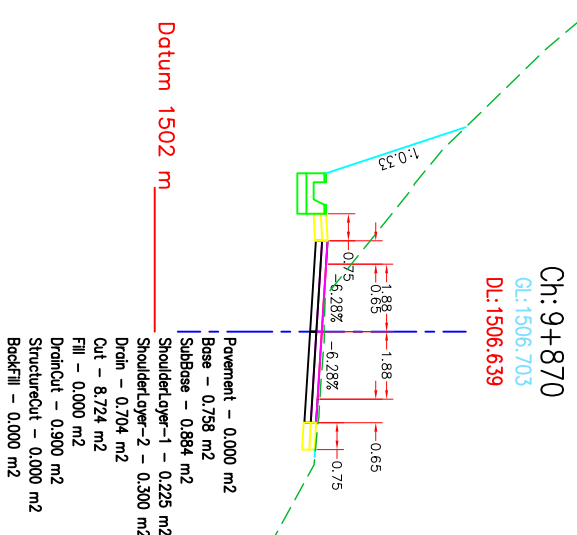 Ch: 9+870
GL:1506.703
DL:1506.639
1:0.33
0.75
0.65
1.88
1.88
0.65
0.75
-6.28%
-6.28%
Datum 1502 m
Pavement - 0.000 m2
Base - 0.758 m2
SubBase - 0.884 m2
ShoulderLayer-1 - 0.225 m2
ShoulderLayer-2 - 0.300 m2
Drain - 0.704 m2
Cut - 8.724 m2
Fill - 0.000 m2
DrainCut - 0.900 m2
StructureCut - 0.000 m2
BackFill - 0.000 m2